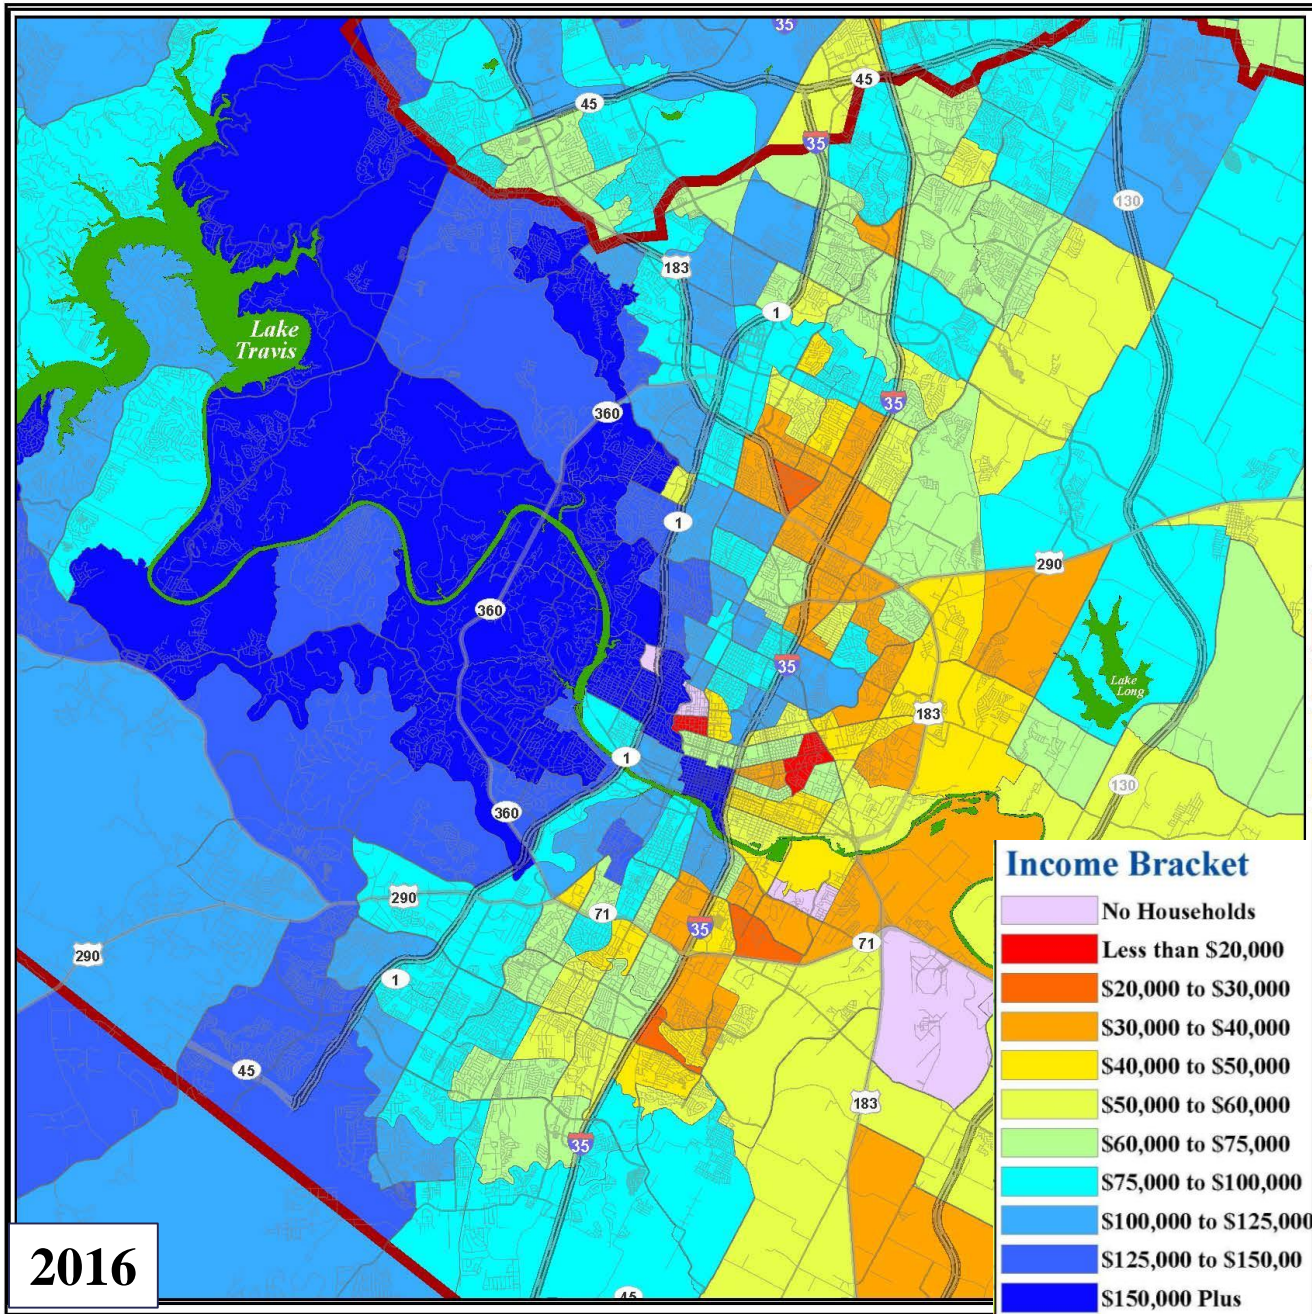 35
45
45
35
130
183
1
Lake
Travis
360
35
1
290
360
35
Lake
Long
183
1
130
360
290
71
35
71
290
1
45
183
35
45
2016
Income Bracket
No Households
Less than $20,000
$20,000 to $30,000
$30,000 to $40,000
$40,000 to $50,000
$50,000 to $60,000
$60,000 to $75,000
$75,000 to $100,000
$100,000 to $125,000
$125,000 to $150,00
$150,000 Plus